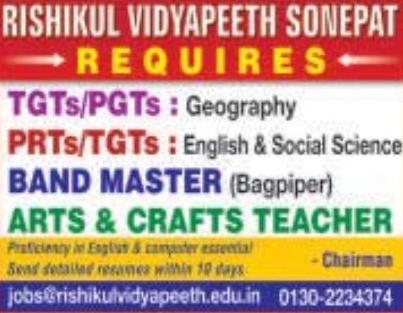 RISHIKUL VIDYAPEETH SONEPAT
REQUIRES
TGTs/PGTs : Geography
PRTs/TGTs : English & Social Science
BAND MASTER (Bagpiper)
ARTS & CRAFTS TEACHER
Proficiency in English & computer essential
Send detailed resumes within 10 days
- Chairman
jobs@rishikulvidyapeeth.edu.in 0130-2234374